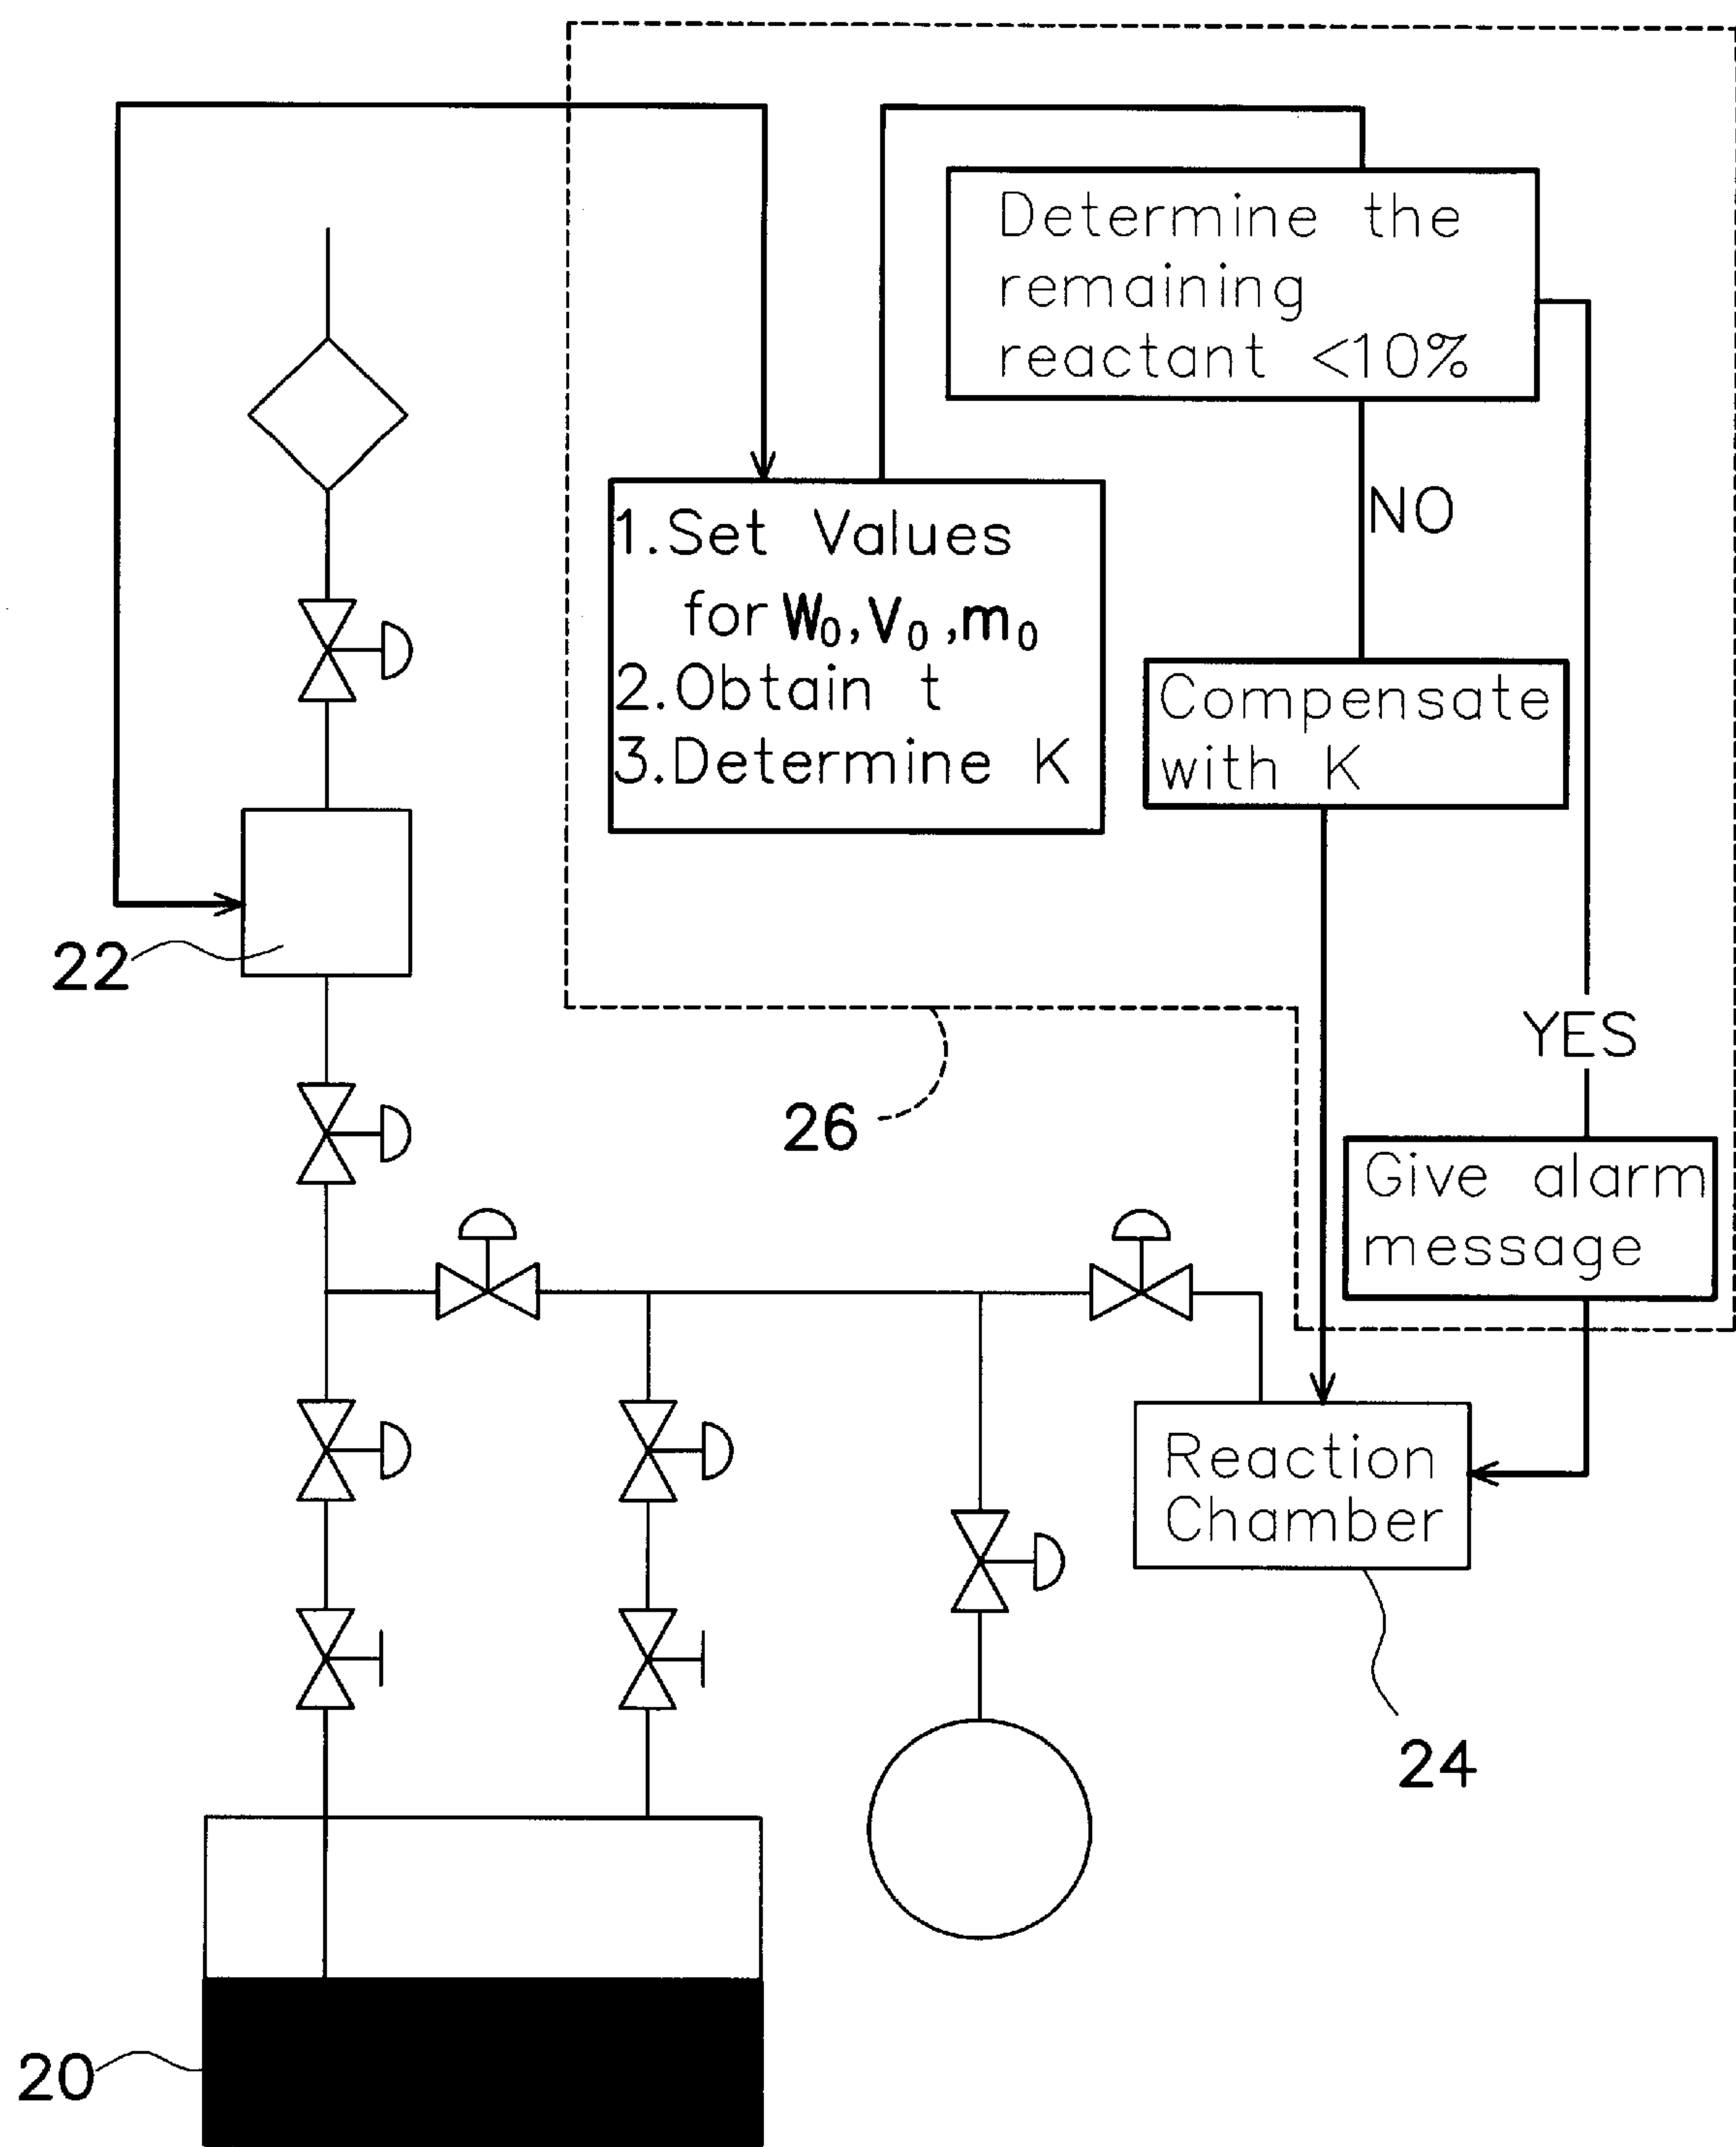 Determine the
remaining
reactant <10%
1.Set Values
for W₀,V₀,m₀
2.Obtain t
3.Determine K
NO
Compensate
with K
22
YES
26
Give alarm
message
Reaction
Chamber
24
20